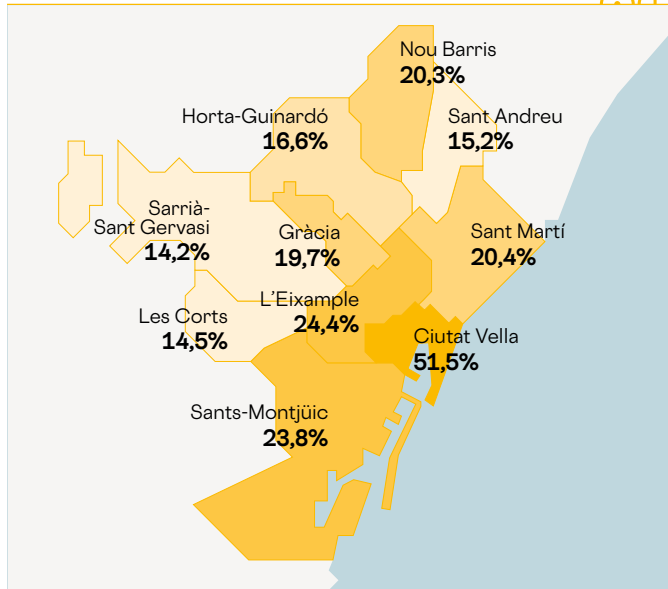 Nou Barris
20,3%
Horta-Guinardó
16,6%
Sant Andreu
15,2%
Sarrià-
Sant Gervasi
14,2%
Gràcia
19,7%
Sant Martí
20,4%
L’Eixample
24,4%
Les Corts
14,5%
Ciutat Vella
51,5%
Sants-Montjüic
23,8%